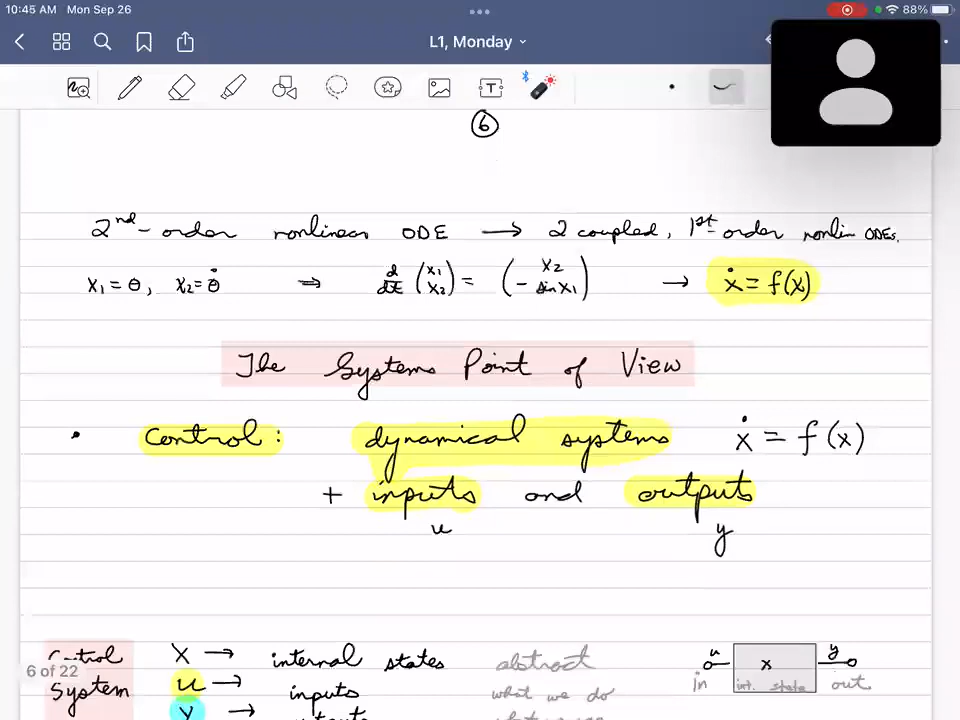 10:45 AM Mon Sep 26
88%
L1, Monday
6
2nd-order nonlinear ODE → 2 coupled, 1st-order nonlin ODEs.
x1 = θ, x2 = θ̇ ⇒ d/dt (x1 x2) = (x2 - sin x1) → ẋ = f(x)
The Systems Point of View
• Control: dynamical systems ẋ = f(x)
+ inputs and outputs
u y
Control X → internal states abstract u x y
6 of 22
System u → inputs what we do in int. state out
y →